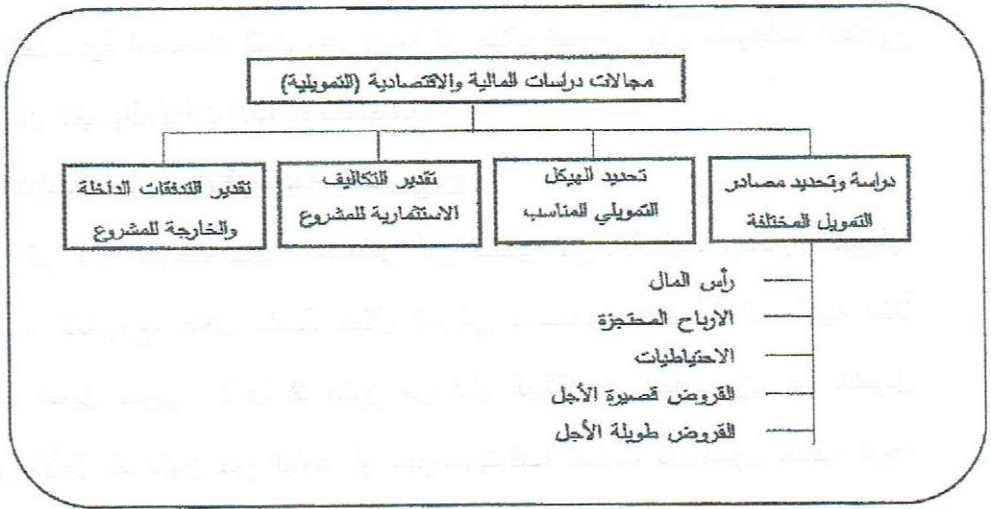 مجالات دراسات المالية والاقتصادية (التمويلية)
دراسة وتحديد مصادر
التمويل المختلفة
تحديد الهيكل
التمويلي المناسب
تقدير التكاليف
الاستثمارية للمشروع
تقدير التدفقات الداخلة
والخارجة للمشروع
رأس المال
الارباح المحتجزة
الاحتياطيات
القروض قصيرة الأجل
القروض طويلة الأجل